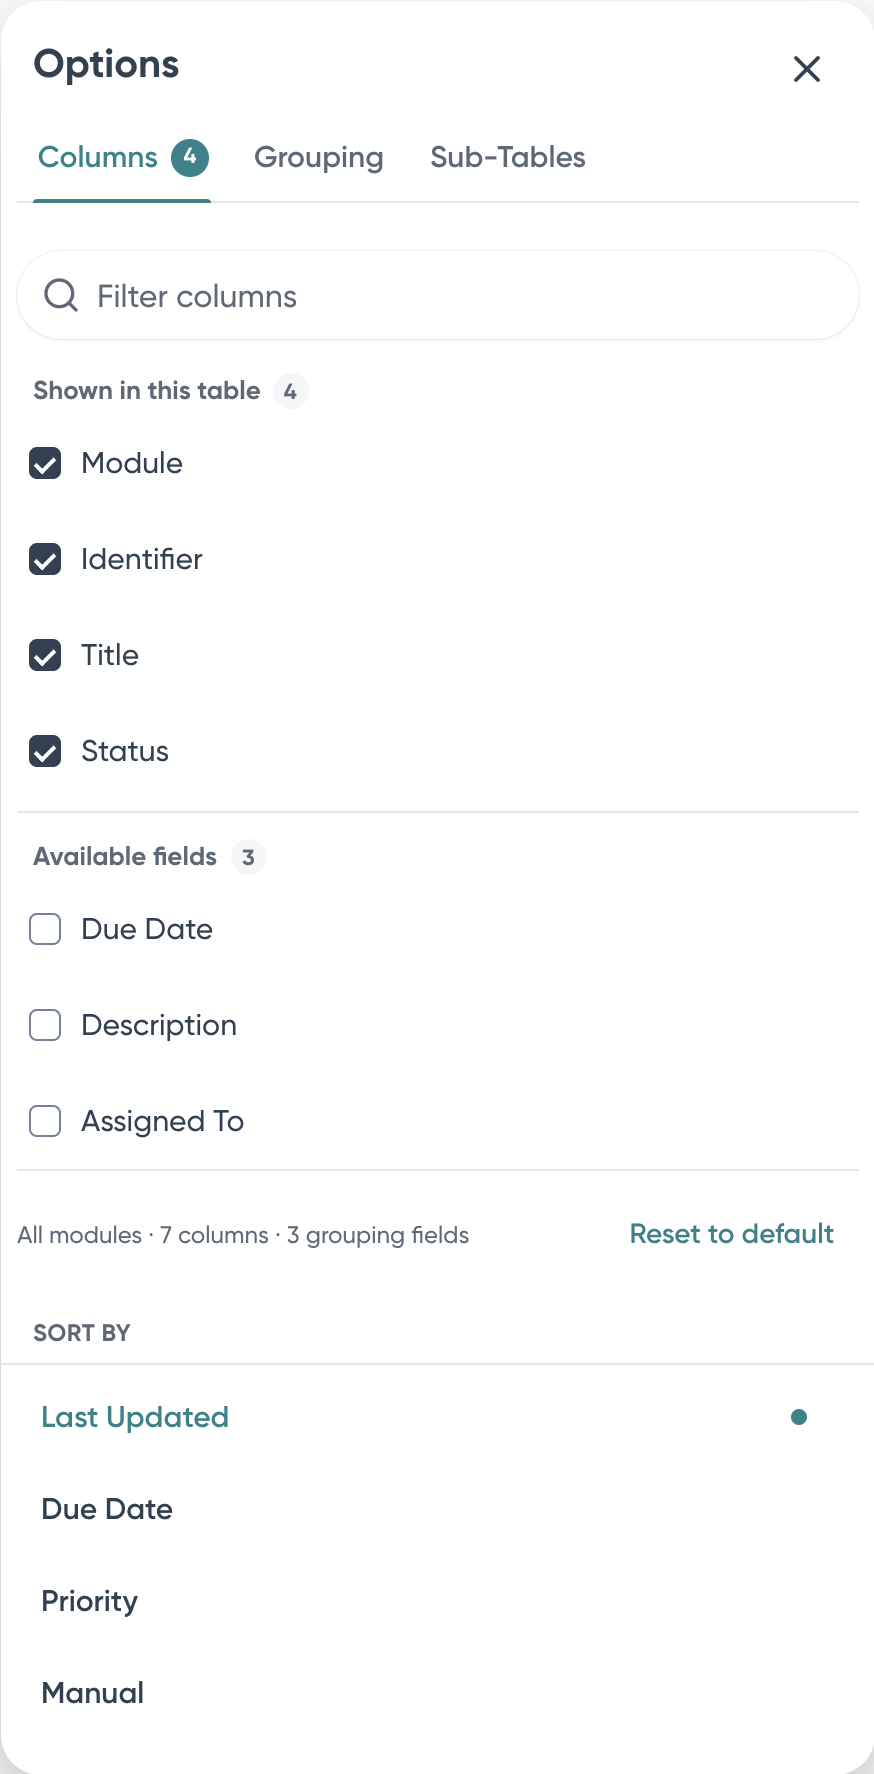 Options
Columns 4 Grouping Sub-Tables
Filter columns
Shown in this table 4
Module
Identifier
Title
Status
Available fields 3
Due Date
Description
Assigned To
All modules · 7 columns · 3 grouping fields Reset to default
SORT BY
Last Updated
Due Date
Priority
Manual